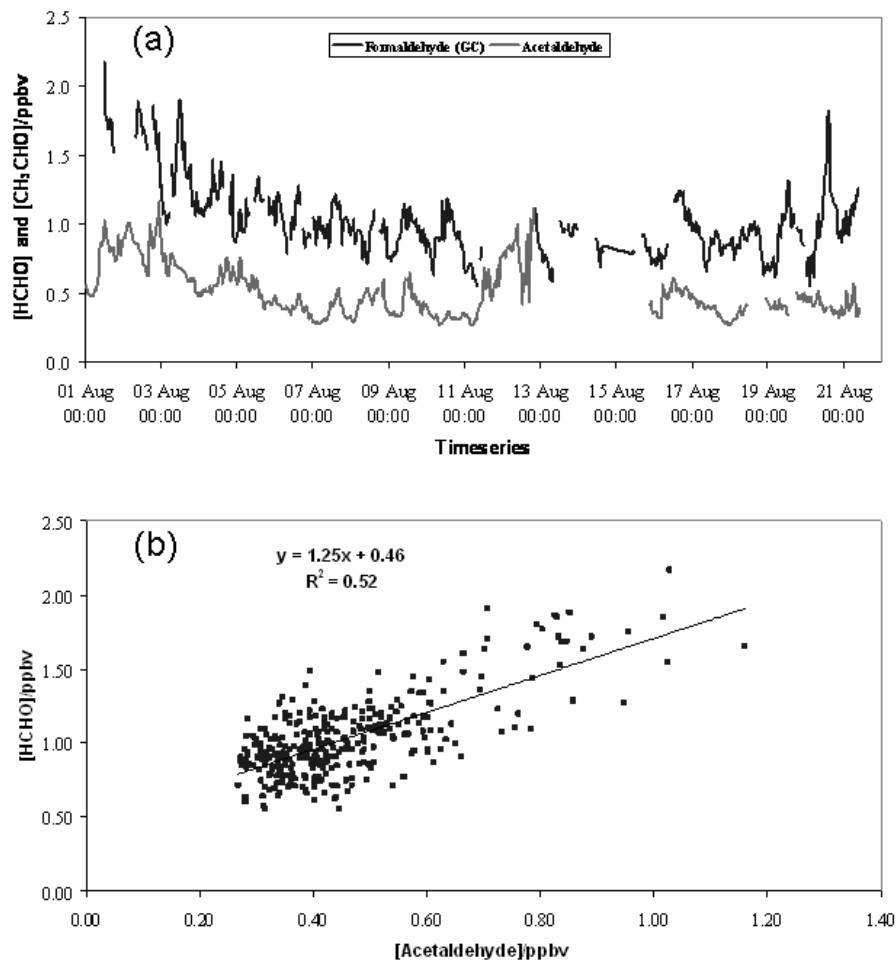 (a)
Formaldehyde (GC) Acetaldehyde
[HCHO] and [CH₃CHO]/ppbv
2.5
2.0
1.5
1.0
0.5
0.0
01 Aug 03 Aug 05 Aug 07 Aug 09 Aug 11 Aug 13 Aug 15 Aug 17 Aug 19 Aug 21 Aug
00:00 00:00 00:00 00:00 00:00 00:00 00:00 00:00 00:00 00:00 00:00
Timeseries
(b)
y = 1.25x + 0.46
R² = 0.52
[HCHO]/ppbv
2.50
2.00
1.50
1.00
0.50
0.00
0.00 0.20 0.40 0.60 0.80 1.00 1.20 1.40
[Acetaldehyde]/ppbv